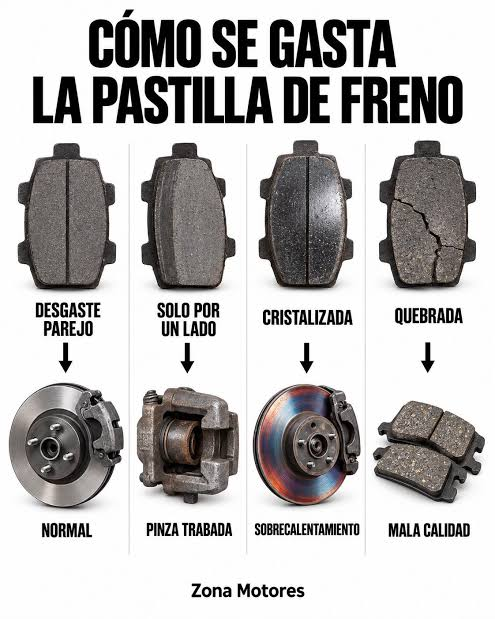 CÓMO SE GASTA
LA PASTILLA DE FRENO
DESGASTE
PAREJO
SOLO POR
UN LADO
CRISTALIZADA
QUEBRADA
NORMAL
PINZA TRABADA
SOBRECALENTAMIENTO
MALA CALIDAD
Zona Motores